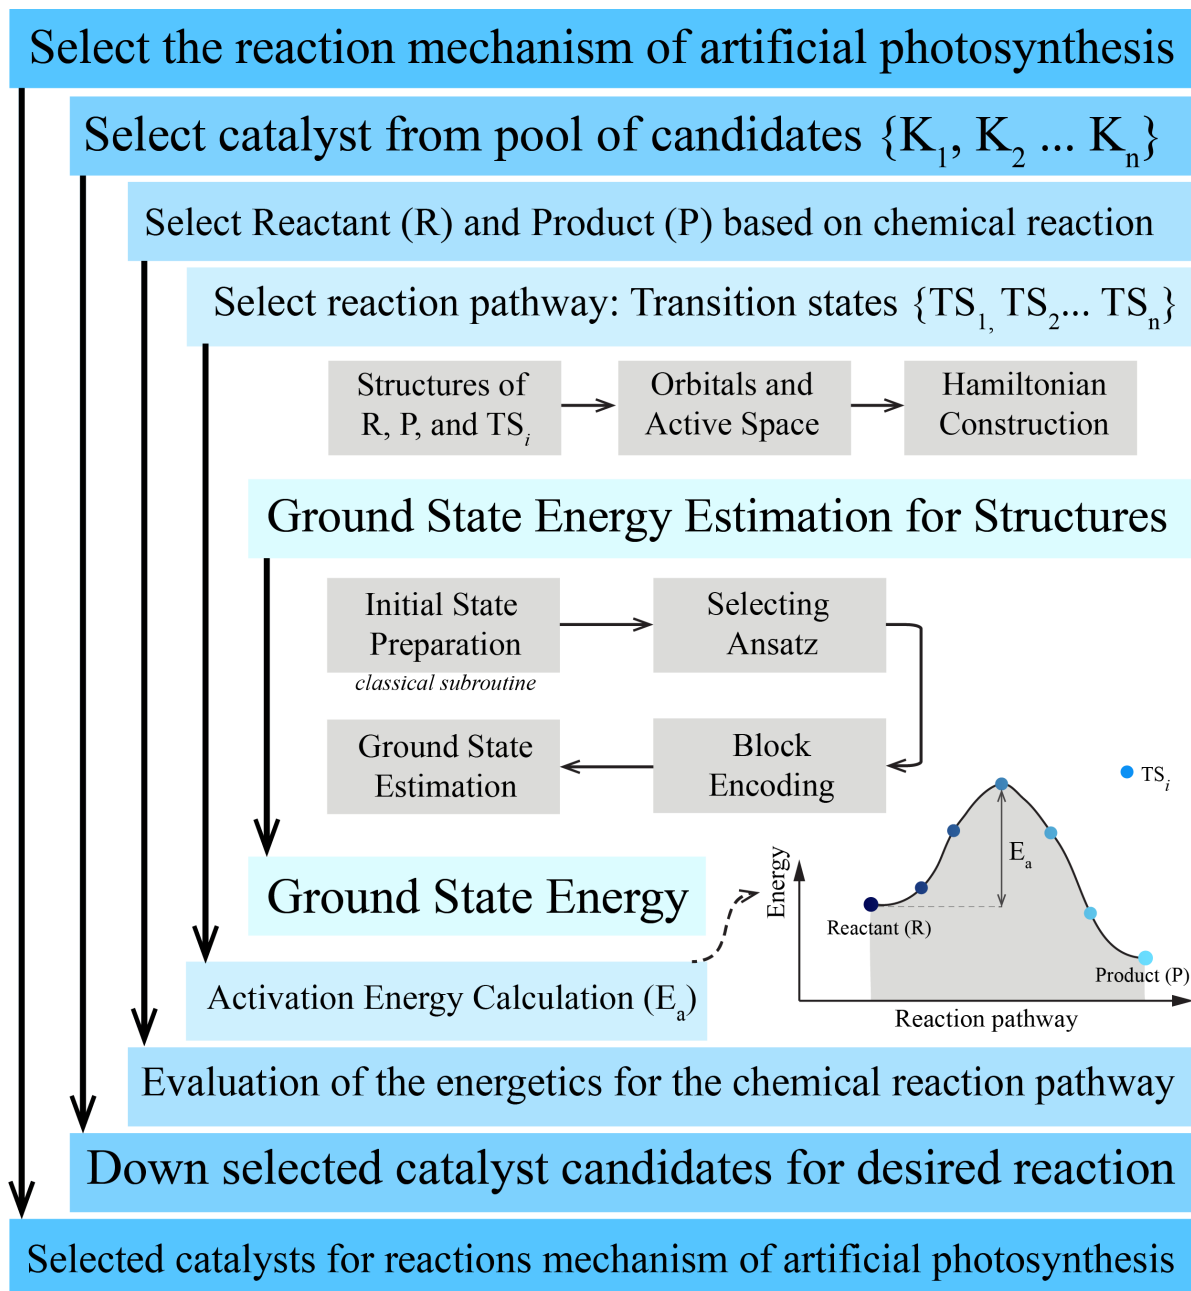 Select the reaction mechanism of artificial photosynthesis
Select catalyst from pool of candidates {K1, K2 ... Kn}
Select Reactant (R) and Product (P) based on chemical reaction
Select reaction pathway: Transition states {TS1, TS2... TSn}
Structures of
R, P, and TSi
Orbitals and
Active Space
Hamiltonian
Construction
Ground State Energy Estimation for Structures
Initial State
Preparation
classical subroutine
Selecting
Ansatz
Block
Encoding
Ground State
Estimation
Ground State Energy
Activation Energy Calculation (Ea)
TSi
Ea
Energy
Reactant (R)
Product (P)
Reaction pathway
Evaluation of the energetics for the chemical reaction pathway
Down selected catalyst candidates for desired reaction
Selected catalysts for reactions mechanism of artificial photosynthesis